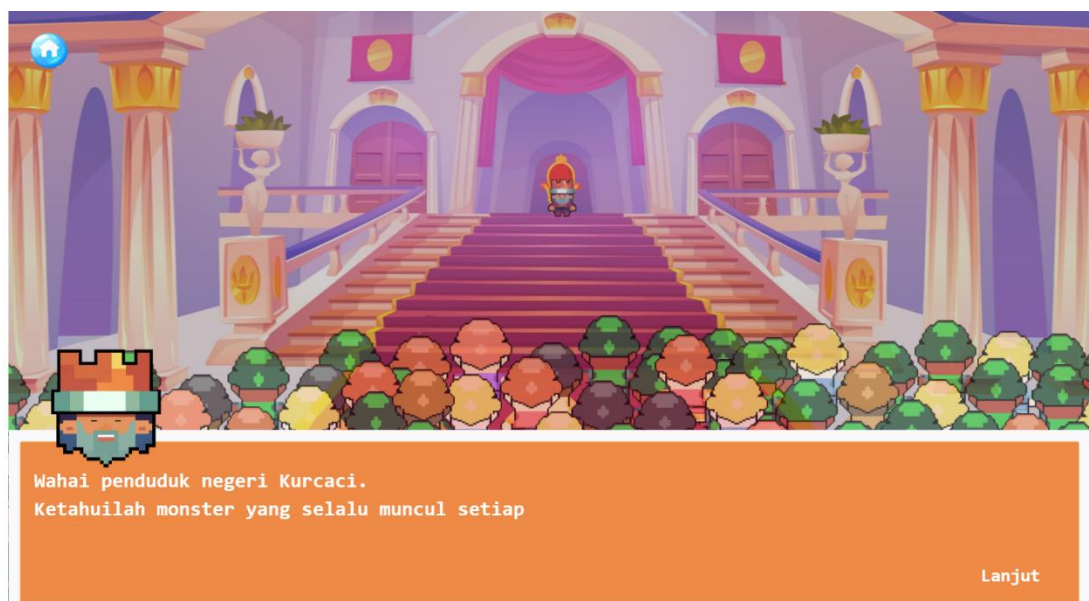 Wahai penduduk negeri Kurcaci.
Ketahuilah monster yang selalu muncul setiap
Lanjut